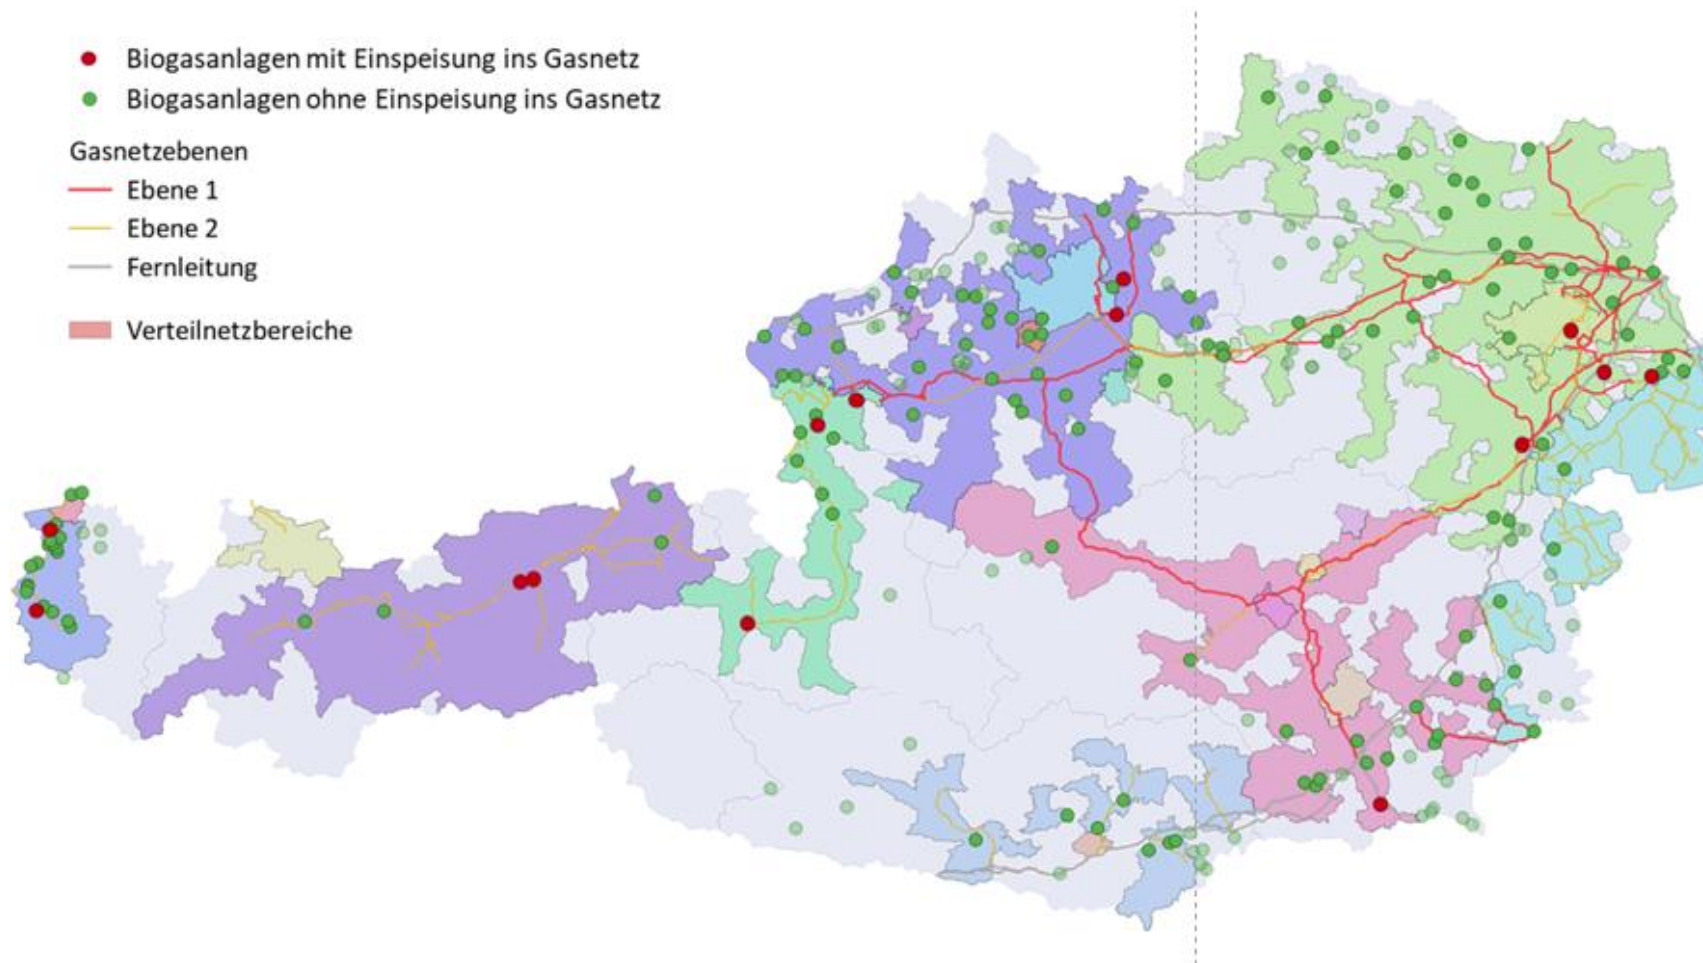 Biogasanlagen mit Einspeisung ins Gasnetz
Biogasanlagen ohne Einspeisung ins Gasnetz
Gasnetzebenen
Ebene 1
Ebene 2
Fernleitung
Verteilnetzbereiche